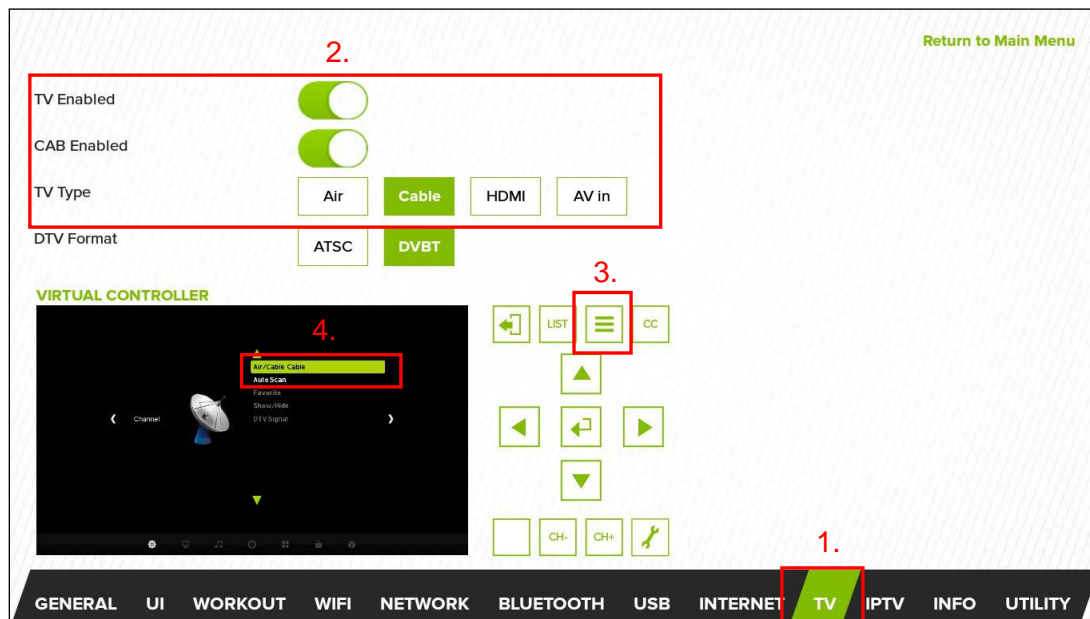 Return to Main Menu
2.
TV Enabled
CAB Enabled
TV Type
Air Cable HDMI AV in
DTV Format
ATSC DVBT
3.
VIRTUAL CONTROLLER
LIST CC
4.
Air/Cable Cable
Auto Scan
Favorite
Show/Hide
Channel
DTV Signal
CH- CH+
1.
GENERAL UI WORKOUT WIFI NETWORK BLUETOOTH USB INTERNET TV IPTV INFO UTILITY